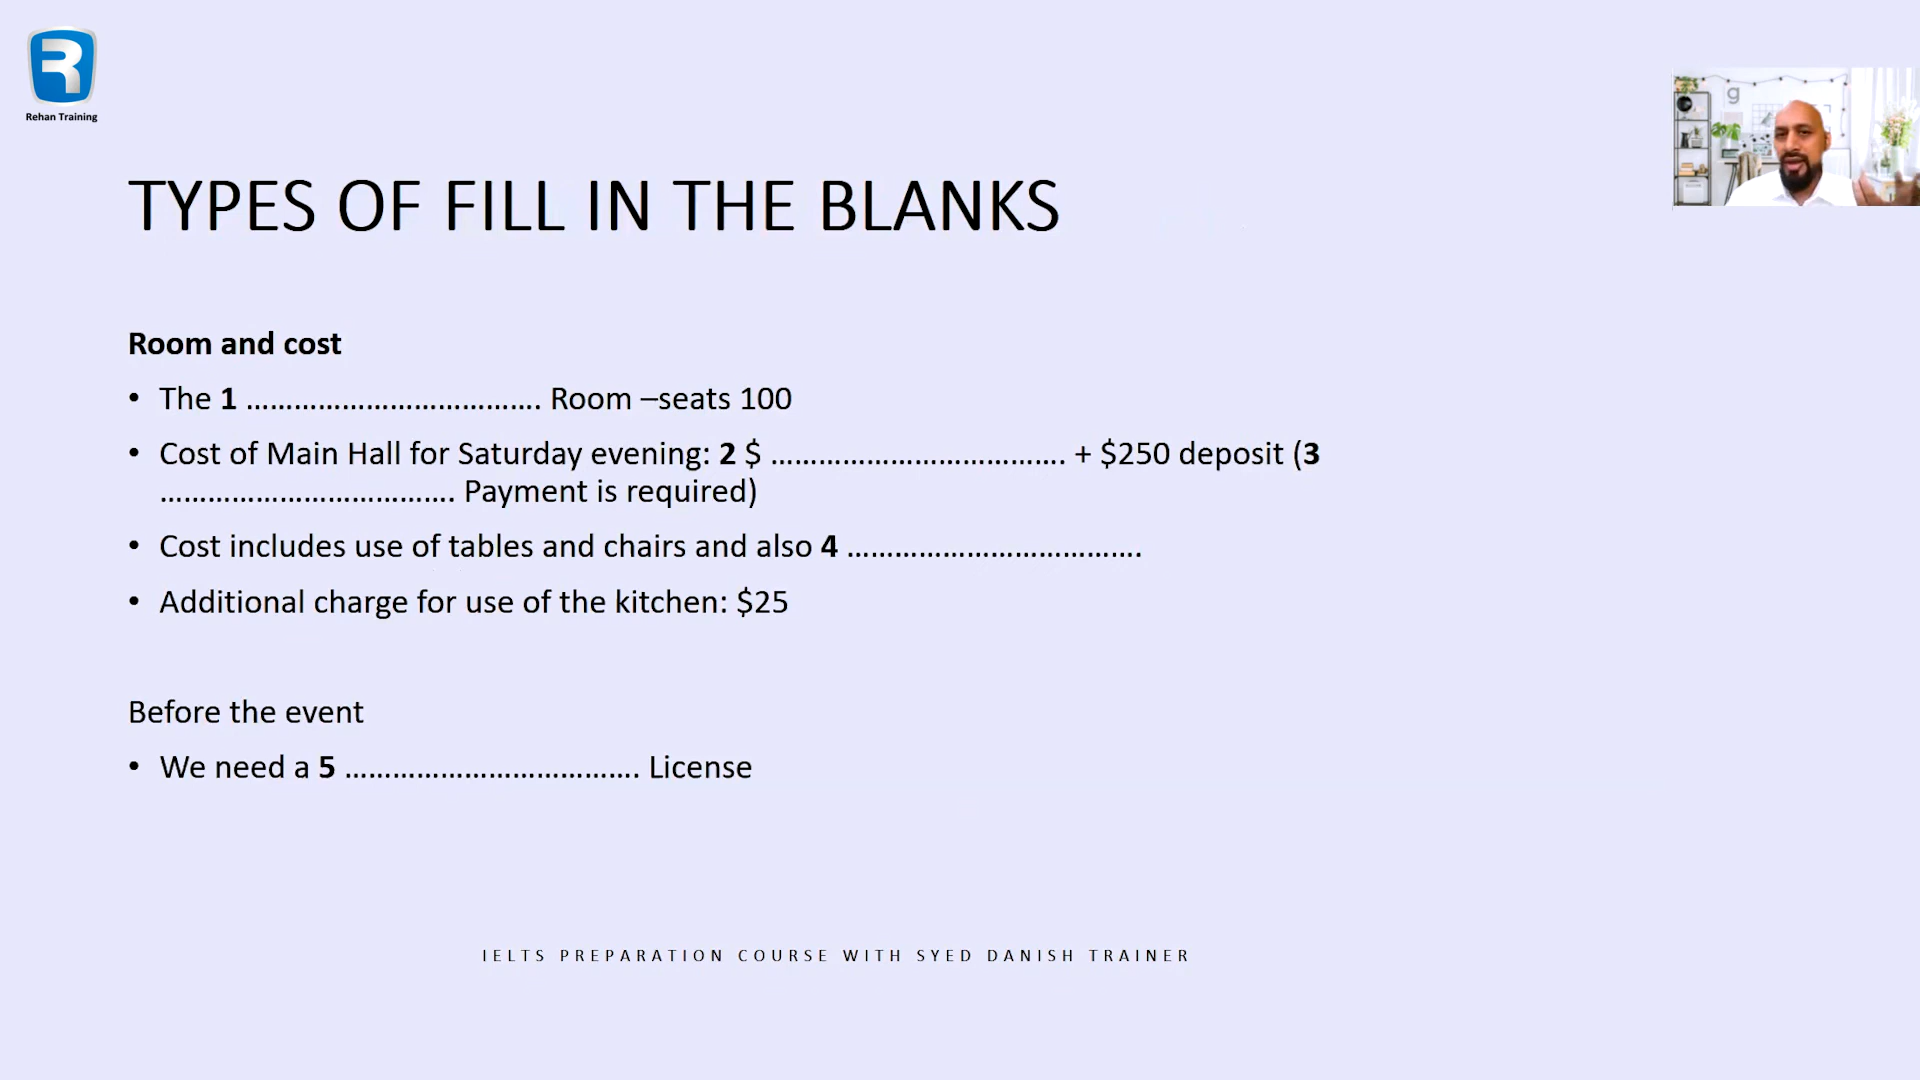 Rehan Training
TYPES OF FILL IN THE BLANKS
Room and cost
• The 1 ………………………………. Room –seats 100
• Cost of Main Hall for Saturday evening: 2 $ ………………………………. + $250 deposit (3
………………………………. Payment is required)
• Cost includes use of tables and chairs and also 4 ……………………………….
• Additional charge for use of the kitchen: $25
Before the event
• We need a 5 ………………………………. License
IELTS PREPARATION COURSE WITH SYED DANISH TRAINER